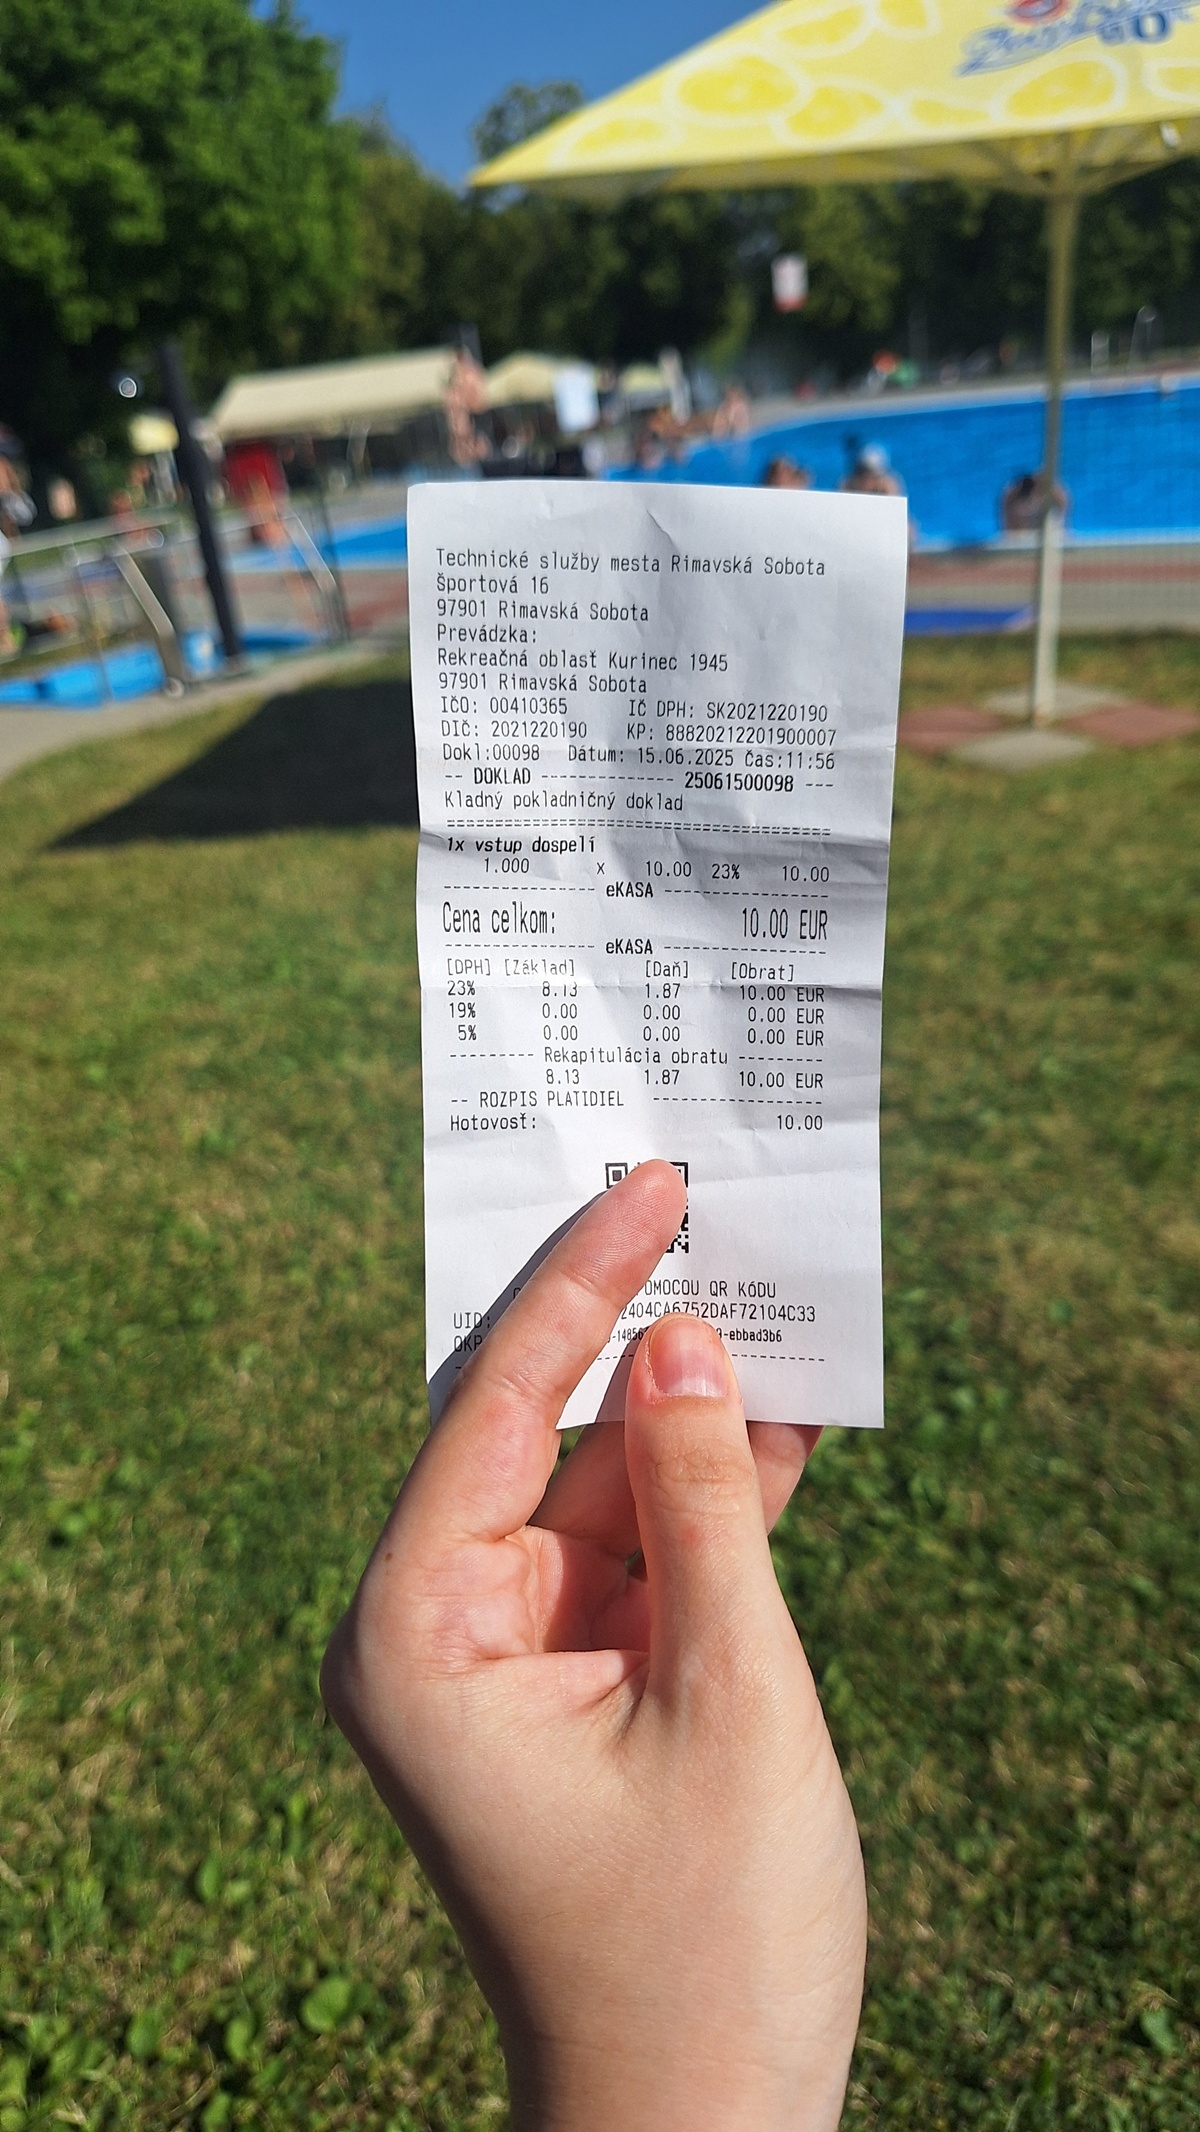 Technické služby mesta Rimavská Sobota
Športová 16
97901 Rimavská Sobota
Prevádzka:
Rekreačná oblasť Kurinec 1945
97901 Rimavská Sobota
IČO: 00410365 IČ DPH: SK2021220190
DIČ: 2021220190 KP: 88820212201900007
Dokl:00098 Dátum: 15.06.2025 Čas:11:56
-- DOKLAD -------------- 25061500098 ---
Kladný pokladničný doklad
========================================
1x vstup dospelí
1.000 x 10.00 23% 10.00
---------------- eKASA -----------------
Cena celkom: 10.00 EUR
---------------- eKASA -----------------
[DPH] [Základ] [Daň] [Obrat]
23% 8.13 1.87 10.00 EUR
19% 0.00 0.00 0.00 EUR
5% 0.00 0.00 0.00 EUR
--------- Rekapitulácia obratu ---------
8.13 1.87 10.00 EUR
-- ROZPIS PLATIDIEL ------------------
Hotovosť: 10.00
QR KóDU
UID: 2404CA6752DAF72104C33
OKP -ebbad3b6